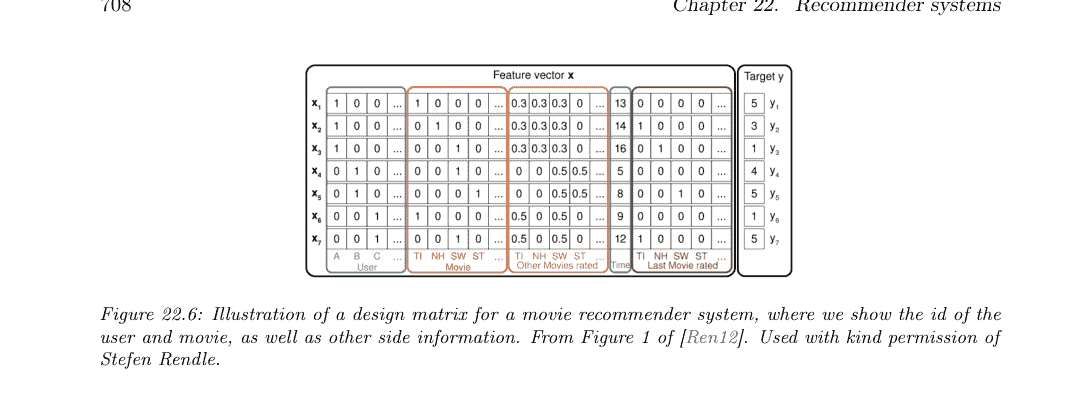 708 Chapter 22. Recommender systems
Feature vector x Target y
x1 1 0 0 ... 1 0 0 0 ... 0.3 0.3 0.3 0 ... 13 0 0 0 0 ... 5 y1
x2 1 0 0 ... 0 1 0 0 ... 0.3 0.3 0.3 0 ... 14 1 0 0 0 ... 3 y2
x3 1 0 0 ... 0 0 1 0 ... 0.3 0.3 0.3 0 ... 16 0 1 0 0 ... 1 y3
x4 0 1 0 ... 0 0 1 0 ... 0 0 0.5 0.5 ... 5 0 0 0 0 ... 4 y4
x5 0 1 0 ... 0 0 0 1 ... 0 0 0.5 0.5 ... 8 0 0 1 0 ... 5 y5
x6 0 0 1 ... 1 0 0 0 ... 0.5 0 0.5 0 ... 9 0 0 0 0 ... 1 y6
x7 0 0 1 ... 0 0 1 0 ... 0.5 0 0.5 0 ... 12 1 0 0 0 ... 5 y7
A B C ... TI NH SW ST ... TI NH SW ST ... Time TI NH SW ST ...
User Movie Other Movies rated Last Movie rated
Figure 22.6: Illustration of a design matrix for a movie recommender system, where we show the id of the
user and movie, as well as other side information. From Figure 1 of [Ren12]. Used with kind permission of
Stefen Rendle.